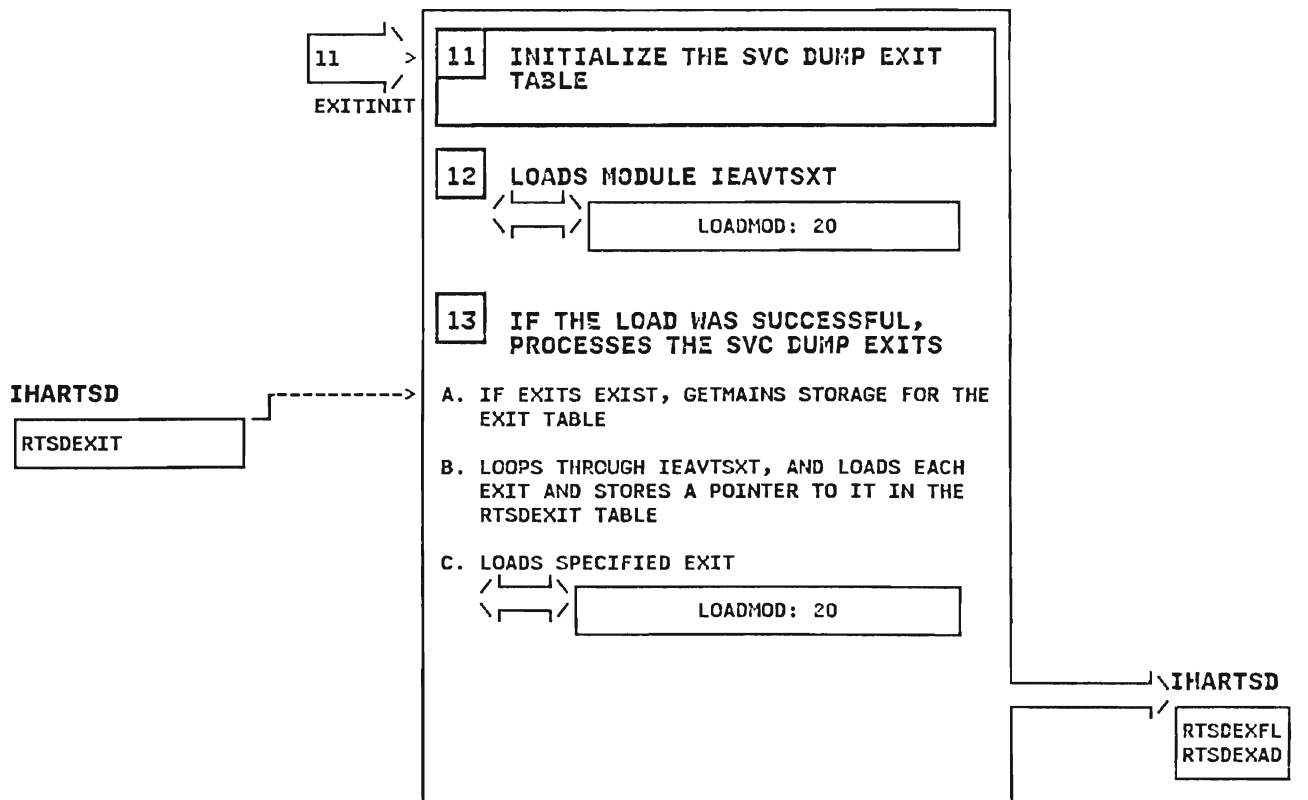 11
EXITINIT
11 INITIALIZE THE SVC DUMP EXIT
TABLE
12 LOADS MODULE IEAVTSXT
LOADMOD: 20
13 IF THE LOAD WAS SUCCESSFUL,
PROCESSES THE SVC DUMP EXITS
IHARTSD
RTSDEXIT
A. IF EXITS EXIST, GETMAINS STORAGE FOR THE
EXIT TABLE
B. LOOPS THROUGH IEAVTSXT, AND LOADS EACH
EXIT AND STORES A POINTER TO IT IN THE
RTSDEXIT TABLE
C. LOADS SPECIFIED EXIT
LOADMOD: 20
IHARTSD
RTSDEXFL
RTSDEXAD